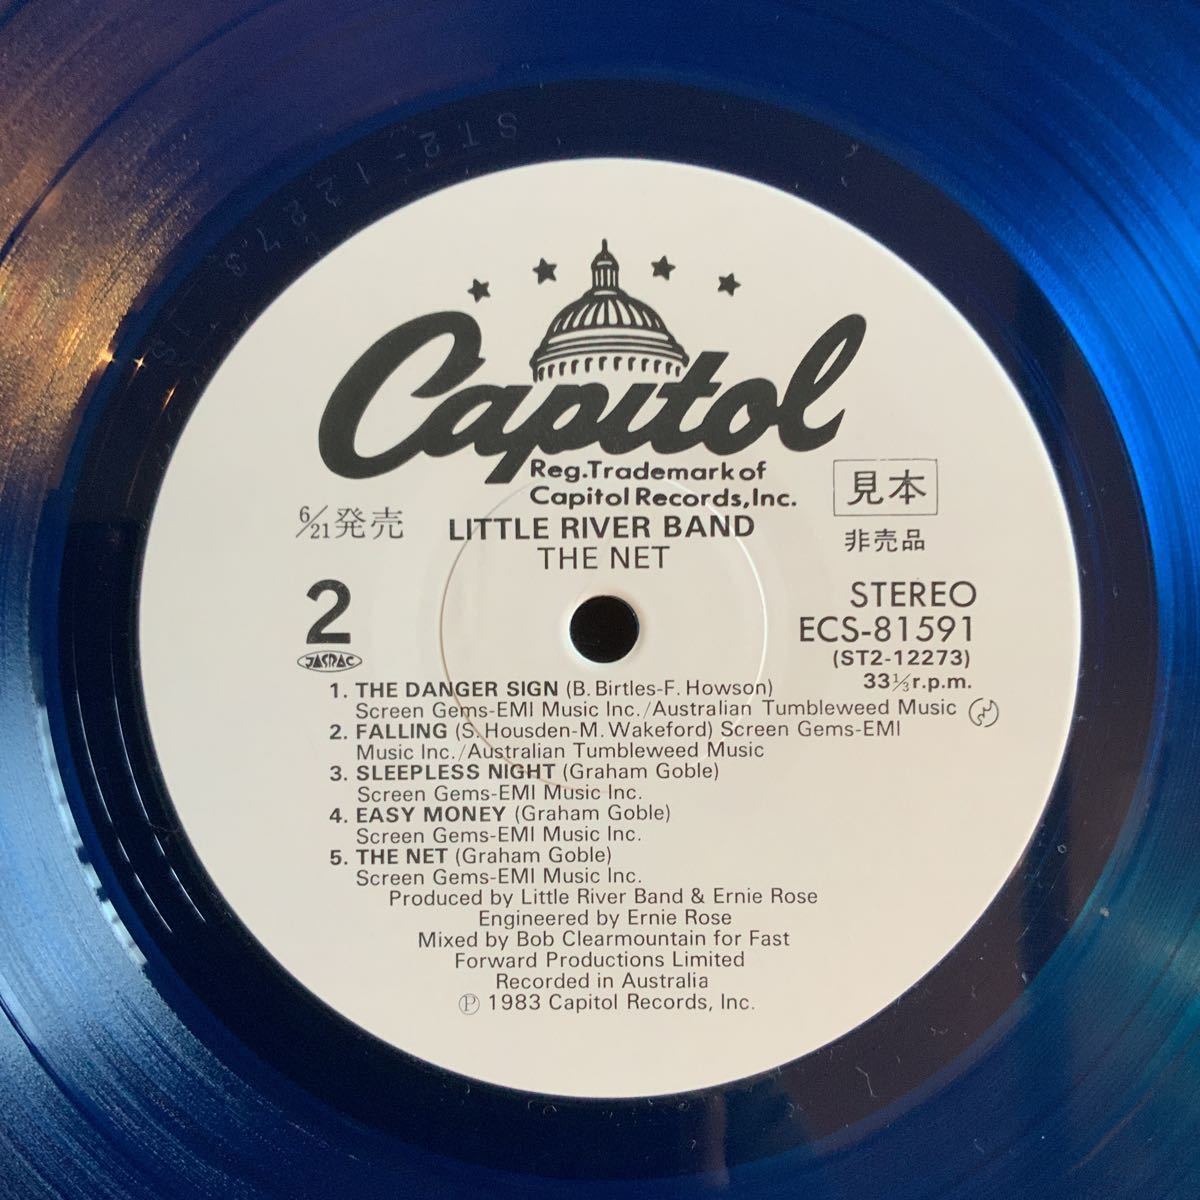 ST2-12273
Capitol
Reg.Trademark of
Capitol Records,Inc.
見本
6/21発売
LITTLE RIVER BAND
非売品
THE NET
2
STEREO
ECS-81591
(ST2-12273)
JASRAC
33⅓r.p.m.
1. THE DANGER SIGN (B. Birtles-F. Howson)
Screen Gems-EMI Music Inc./Australian Tumbleweed Music
2. FALLING (S. Housden-M. Wakeford) Screen Gems-EMI
Music Inc./Australian Tumbleweed Music
3. SLEEPLESS NIGHT (Graham Goble)
Screen Gems-EMI Music Inc.
4. EASY MONEY (Graham Goble)
Screen Gems-EMI Music Inc.
5. THE NET (Graham Goble)
Screen Gems-EMI Music Inc.
Produced by Little River Band & Ernie Rose
Engineered by Ernie Rose
Mixed by Bob Clearmountain for Fast
Forward Productions Limited
Recorded in Australia
℗ 1983 Capitol Records, Inc.